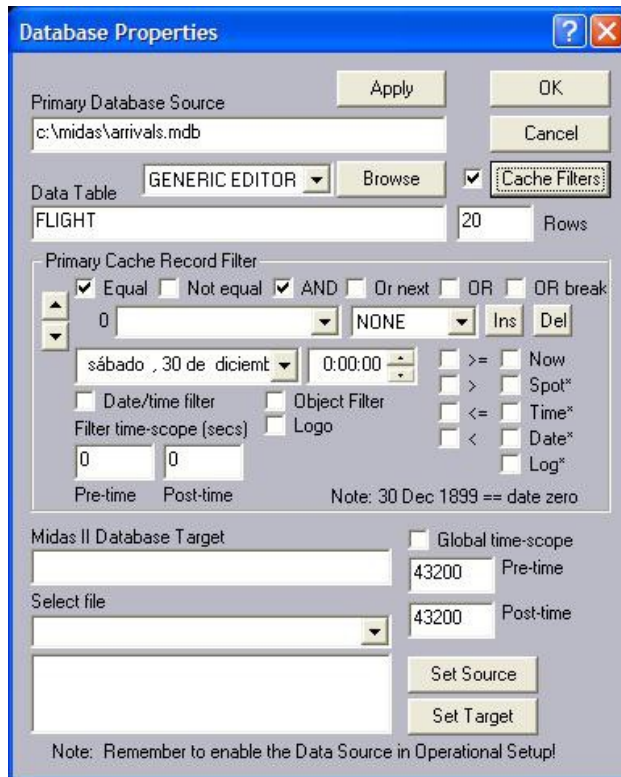 Database Properties
Apply
OK
Primary Database Source
c:\midas\arrivals.mdb
Cancel
GENERIC EDITOR
Browse
Cache Filters
Data Table
FLIGHT
20
Rows
Primary Cache Record Filter
Equal
Not equal
AND
Or next
OR
OR break
0
NONE
Ins
Del
sábado , 30 de diciemb
0:00:00
>=
Now
>
Spot*
Date/time filter
Object Filter
<=
Time*
Filter time-scope (secs)
Logo
<
Date*
0
0
Log*
Pre-time
Post-time
Note: 30 Dec 1899 == date zero
Midas II Database Target
Global time-scope
43200
Pre-time
Select file
43200
Post-time
Set Source
Set Target
Note: Remember to enable the Data Source in Operational Setup!